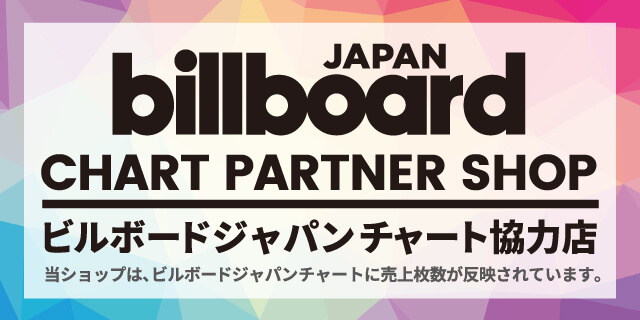 JAPAN
billboard
CHART PARTNER SHOP
ビルボードジャパン チャート協力店
当ショップは、ビルボードジャパンチャートに売上枚数が反映されています。